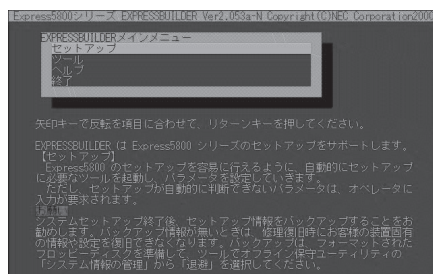 Express5800シリーズ EXPRESSBUILDER Ver2.053a-N Copyright(C)NEC Corporation2000
EXPRESSBUILDERメインメニュー
セットアップ
ツール
ヘルプ
終了
矢印キーで反転を項目に合わせて、リターンキーを押してください。
EXPRESSBUILDER は Express5800 シリーズのセットアップをサポートします。
【セットアップ】
Express5800 のセットアップを容易に行えるように、自動的にセットアップ
に必要なツールを起動し、パラメータを設定していきます。
ただし、セットアップが自動的に判断できないパラメータは、オペレータに
入力が要求されます。
システムセットアップ終了後、セットアップ情報をバックアップすることをお
勧めします。バックアップ情報が無いときは、修理復旧時にお客様の装置固有
の情報や設定を復旧できなくなります。バックアップは、フォーマットされた
フロッピーディスクを準備して、ツールでオフライン保守ユーティリティの
「システム情報の管理」から「退避」を選択してください。